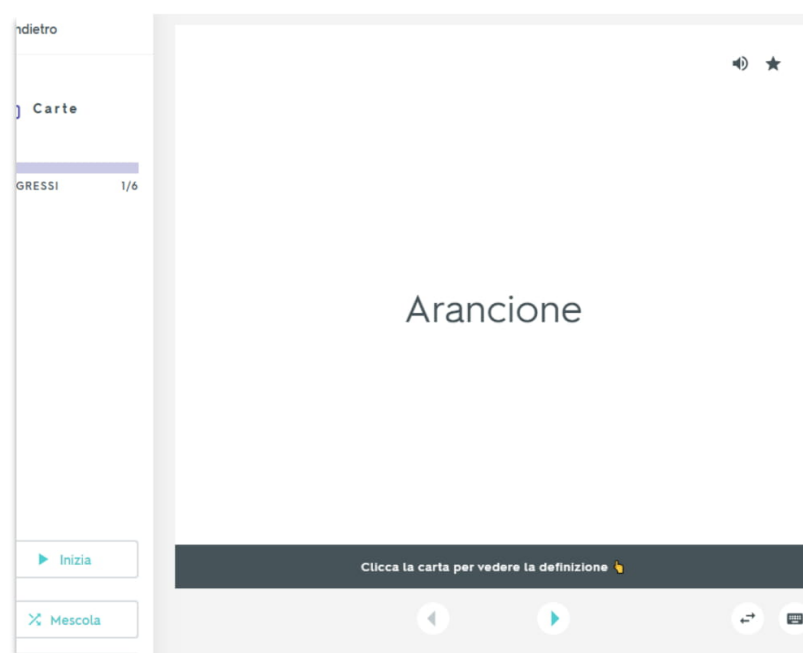 ndietro
Carte
GRESSI 1/6
Arancione
Inizia
Clicca la carta per vedere la definizione 👆
Mescola